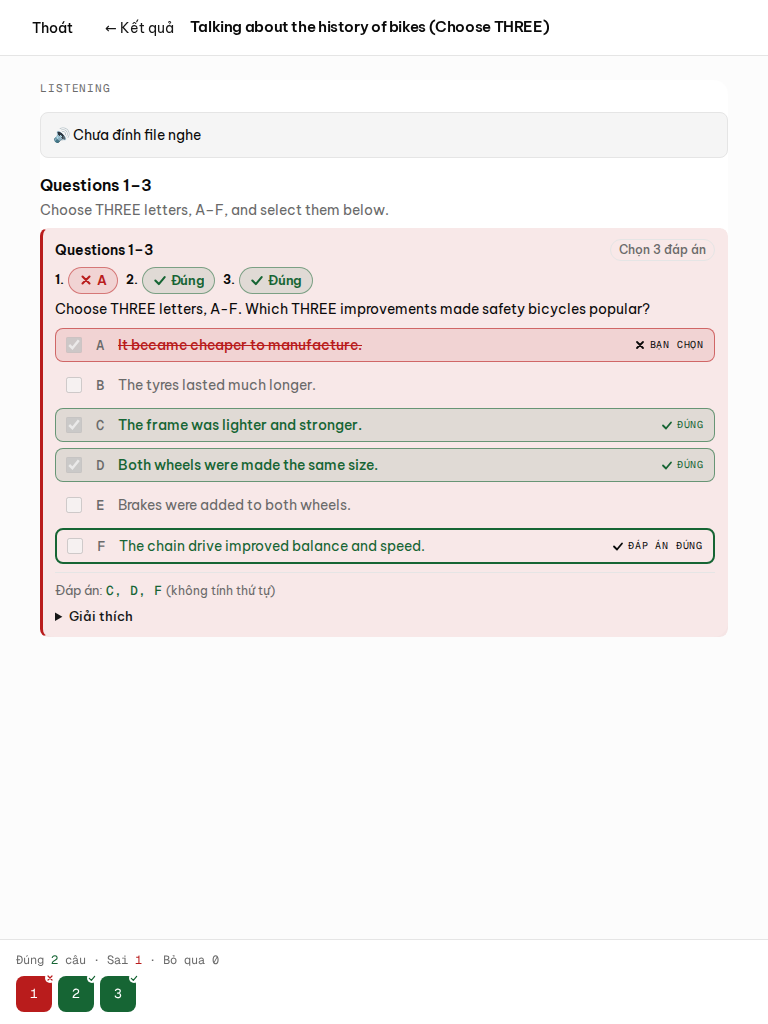 Thoát ← Kết quả Talking about the history of bikes (Choose THREE)
LISTENING
🔊 Chưa đính file nghe
Questions 1–3
Choose THREE letters, A–F, and select them below.
Questions 1–3 Chọn 3 đáp án
1. ✕ A 2. ✓ Đúng 3. ✓ Đúng
Choose THREE letters, A–F. Which THREE improvements made safety bicycles popular?
A It became cheaper to manufacture. ✕ BẠN CHỌN
B The tyres lasted much longer.
C The frame was lighter and stronger. ✓ ĐÚNG
D Both wheels were made the same size. ✓ ĐÚNG
E Brakes were added to both wheels.
F The chain drive improved balance and speed. ✓ ĐÁP ÁN ĐÚNG
Đáp án: C, D, F (không tính thứ tự)
▶ Giải thích
Đúng 2 câu · Sai 1 · Bỏ qua 0
1 2 3